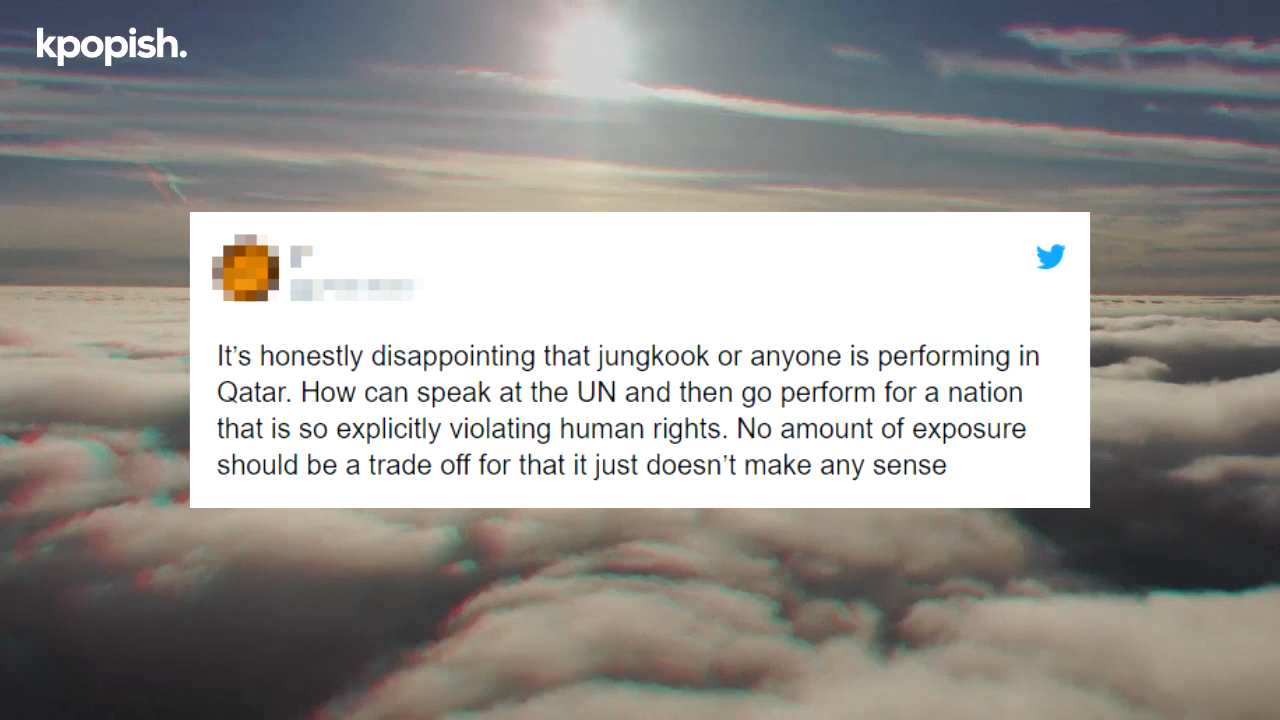 kpopish.
It’s honestly disappointing that jungkook or anyone is performing in
Qatar. How can speak at the UN and then go perform for a nation
that is so explicitly violating human rights. No amount of exposure
should be a trade off for that it just doesn’t make any sense